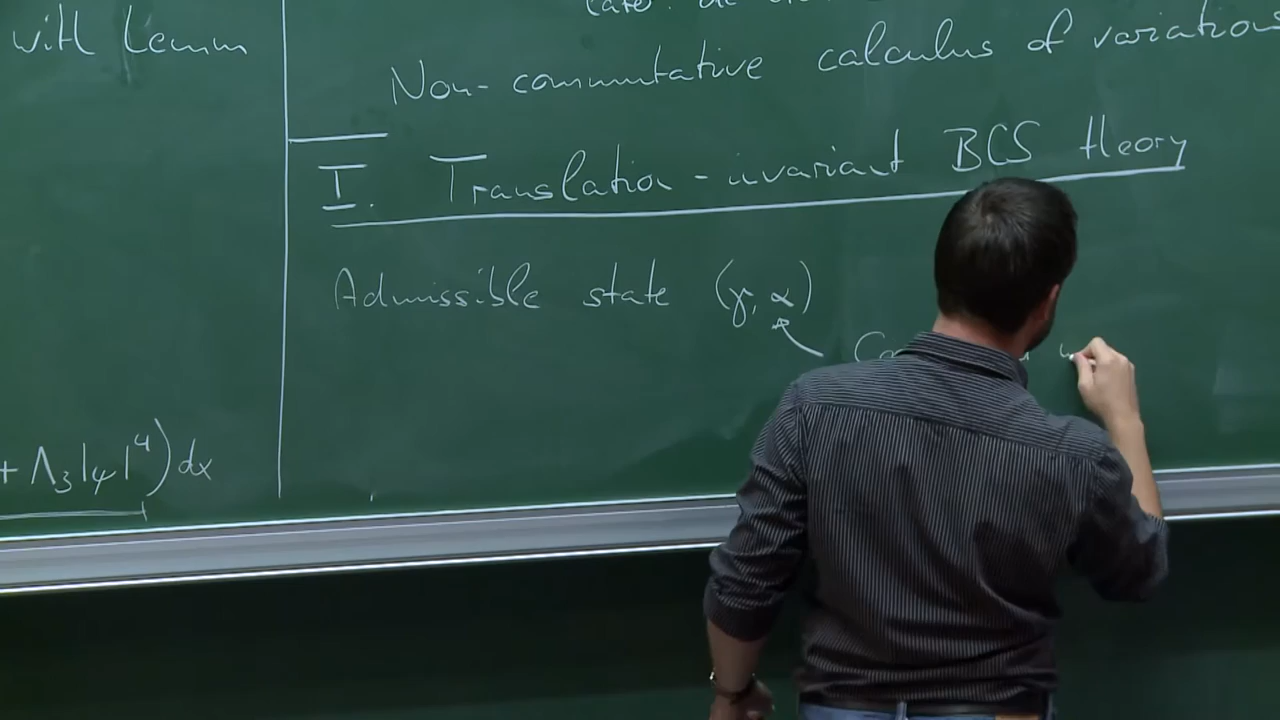 with Lemm
+ Λ₃|ψ|⁴)dx
Non-commutative calculus of variations
I. Translation-invariant BCS theory
Admissible state (γ, α)